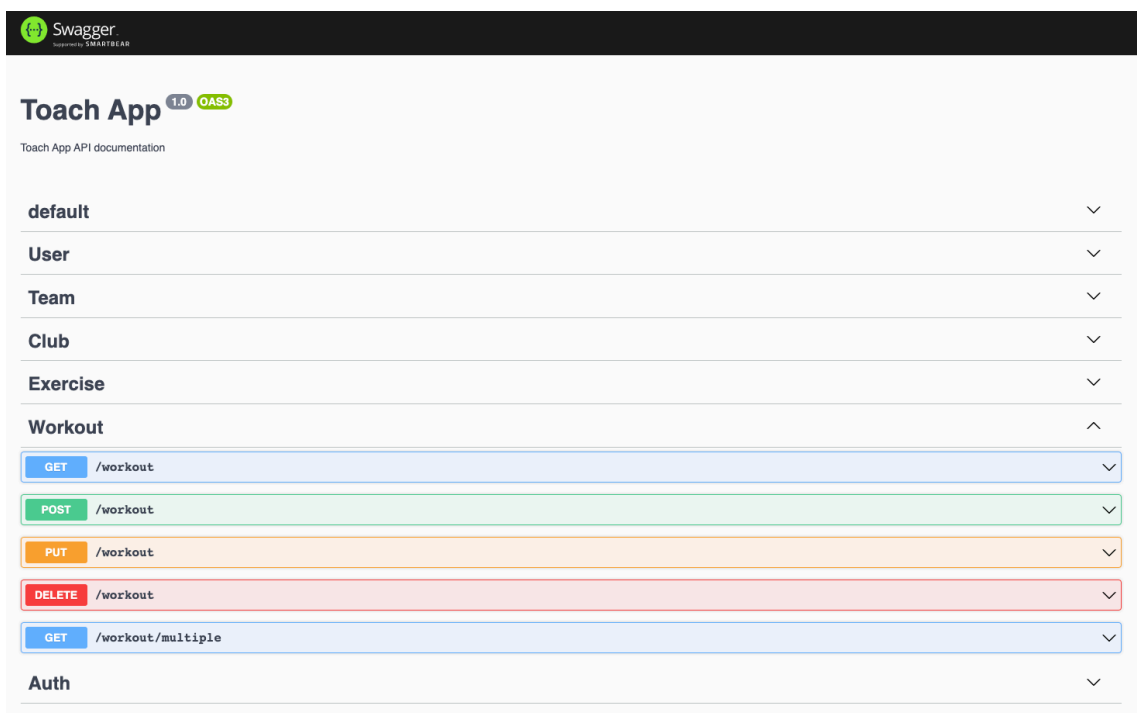 Swagger.
Supported by SMARTBEAR
Toach App 1.0 OAS3
Toach App API documentation
default
User
Team
Club
Exercise
Workout
GET /workout
POST /workout
PUT /workout
DELETE /workout
GET /workout/multiple
Auth